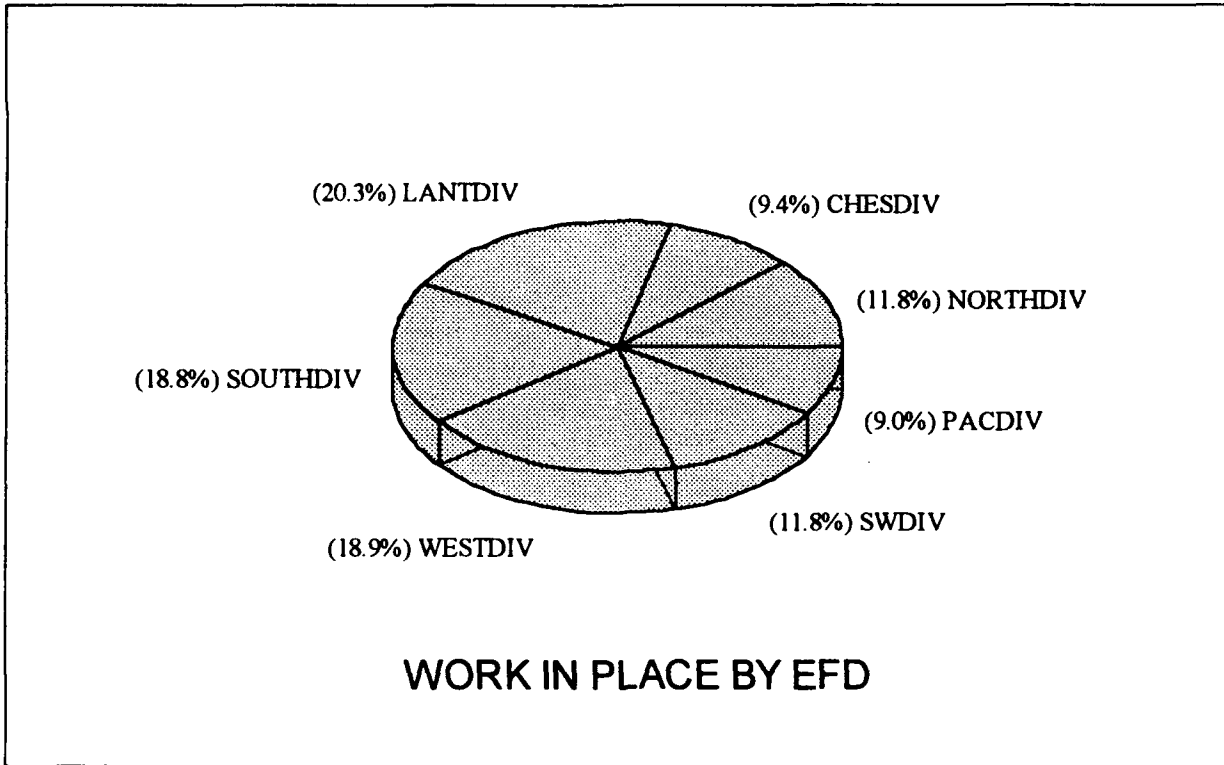 (20.3%) LANTDIV
(9.4%) CHESDIV
(11.8%) NORTHDIV
(18.8%) SOUTHDIV
(9.0%) PACDIV
(11.8%) SWDIV
(18.9%) WESTDIV
WORK IN PLACE BY EFD